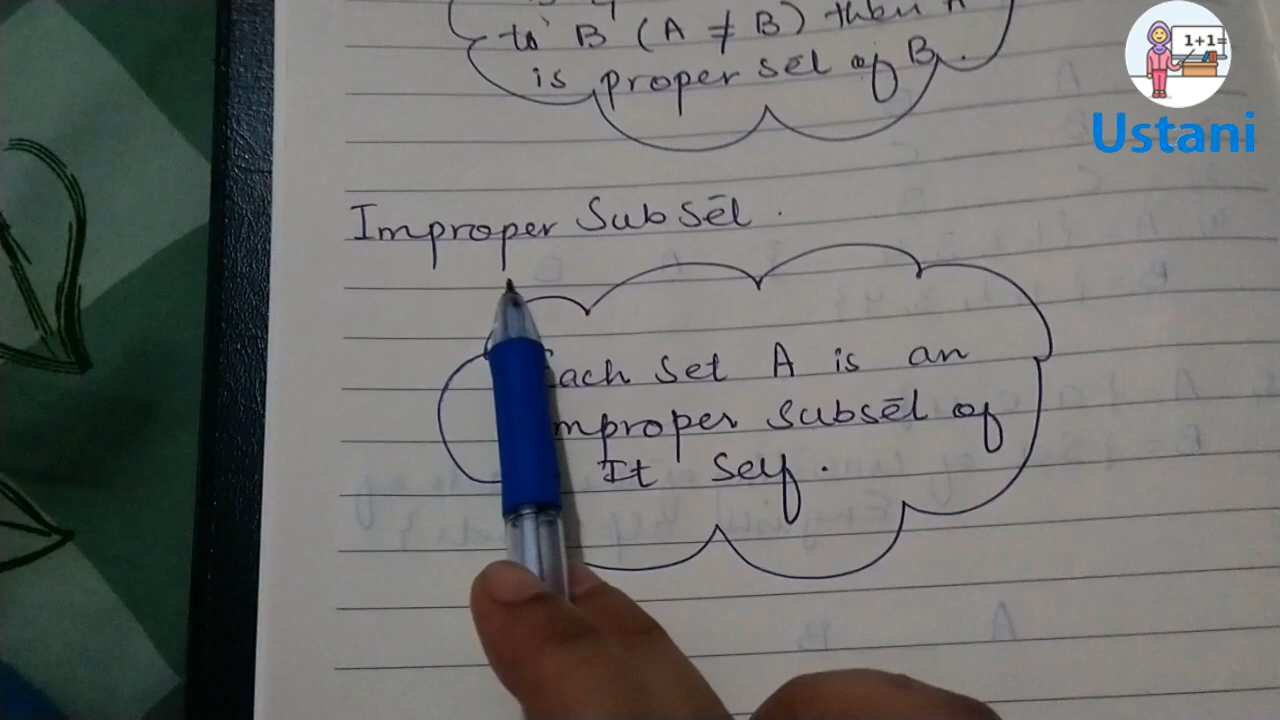 to B (A ≠ B) then A
is proper set of B.
1+1=
Ustani
Improper Subset.
Each set A is an
Improper subset of
It self.